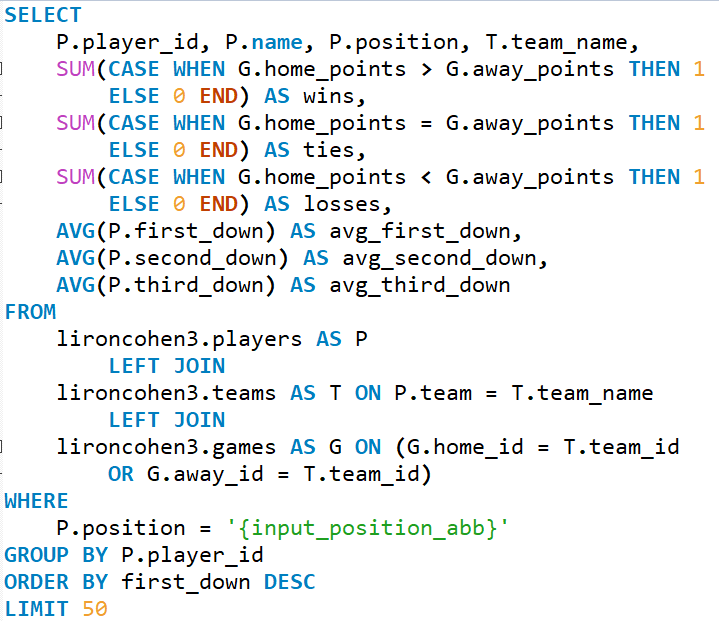 SELECT
P.player_id, P.name, P.position, T.team_name,
SUM(CASE WHEN G.home_points > G.away_points THEN 1
ELSE 0 END) AS wins,
SUM(CASE WHEN G.home_points = G.away_points THEN 1
ELSE 0 END) AS ties,
SUM(CASE WHEN G.home_points < G.away_points THEN 1
ELSE 0 END) AS losses,
AVG(P.first_down) AS avg_first_down,
AVG(P.second_down) AS avg_second_down,
AVG(P.third_down) AS avg_third_down
FROM
lironcohen3.players AS P
LEFT JOIN
lironcohen3.teams AS T ON P.team = T.team_name
LEFT JOIN
lironcohen3.games AS G ON (G.home_id = T.team_id
OR G.away_id = T.team_id)
WHERE
P.position = '{input_position_abb}'
GROUP BY P.player_id
ORDER BY first_down DESC
LIMIT 50